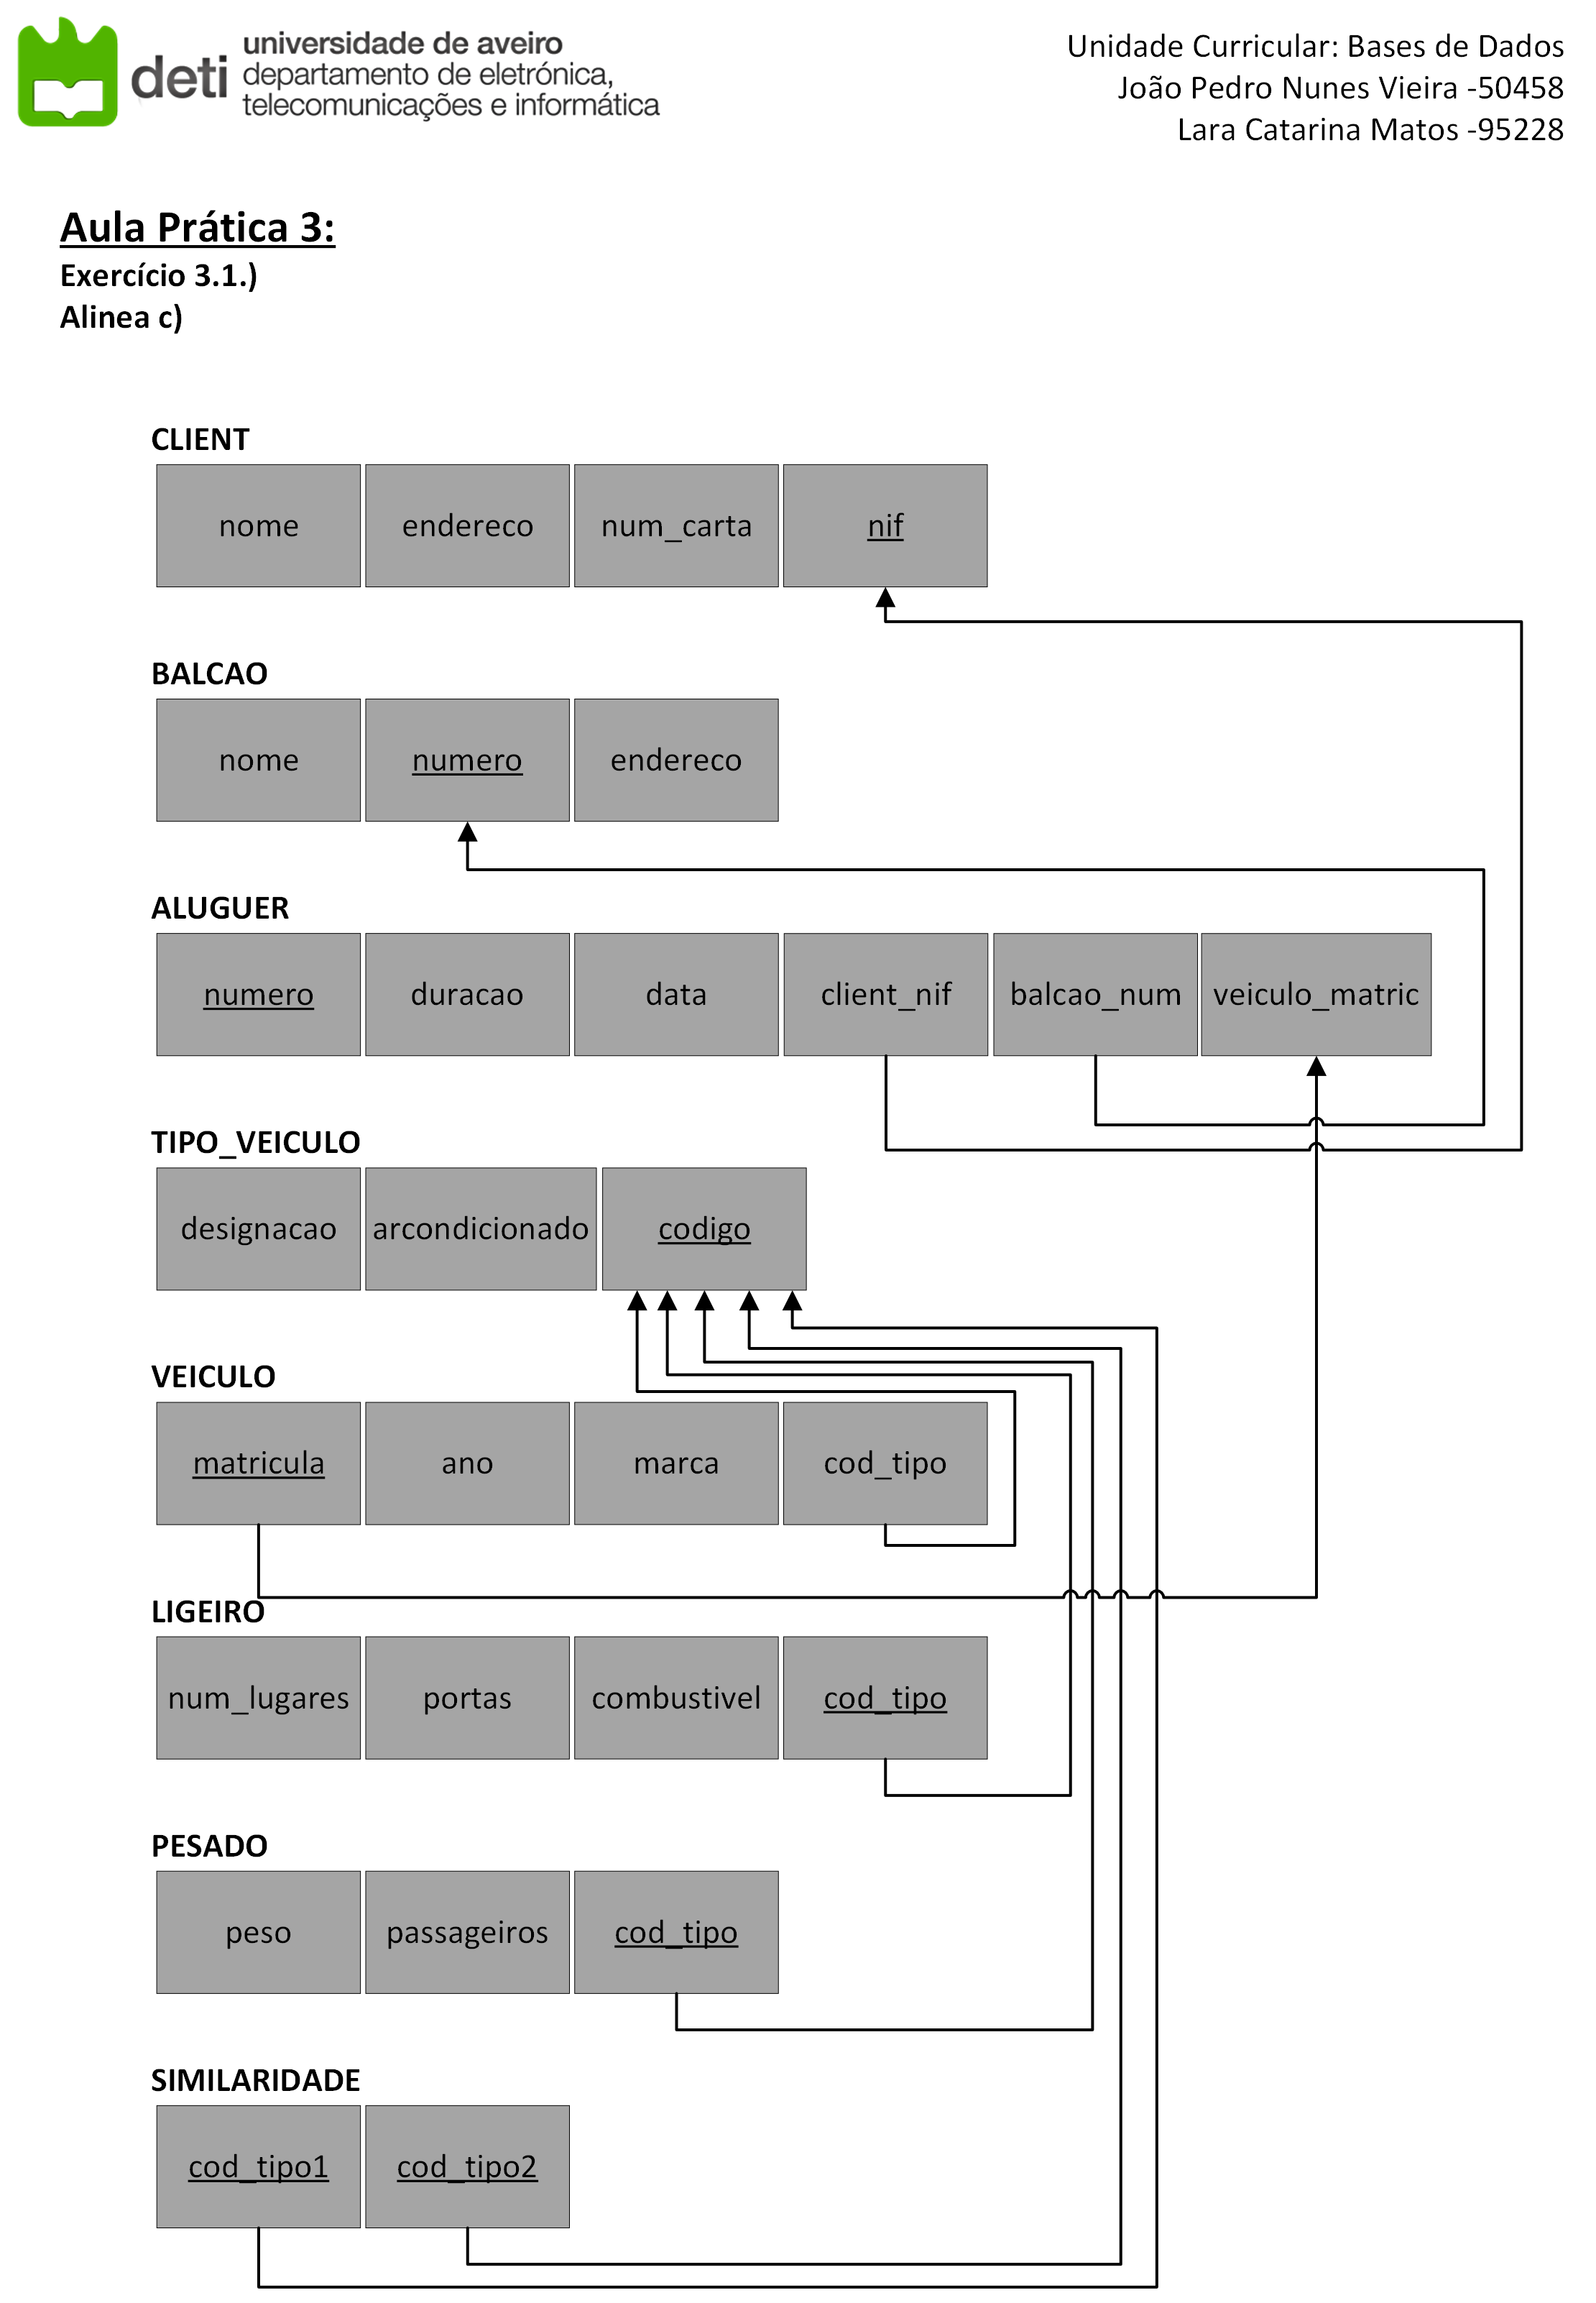 deti
universidade de aveiro
departamento de eletrónica,
telecomunicações e informática
Unidade Curricular: Bases de Dados
João Pedro Nunes Vieira -50458
Lara Catarina Matos -95228
Aula Prática 3:
Exercício 3.1.)
Alinea c)
CLIENT
nome endereco num_carta nif
BALCAO
nome numero endereco
ALUGUER
numero duracao data client_nif balcao_num veiculo_matric
TIPO_VEICULO
designacao arcondicionado codigo
VEICULO
matricula ano marca cod_tipo
LIGEIRO
num_lugares portas combustivel cod_tipo
PESADO
peso passageiros cod_tipo
SIMILARIDADE
cod_tipo1 cod_tipo2